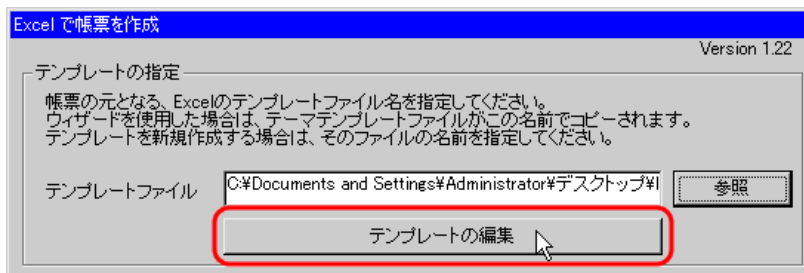 Excel で帳票を作成
Version 1.22
テンプレートの指定
帳票の元となる、Excelのテンプレートファイル名を指定してください。
ウィザードを使用した場合は、テーマテンプレートファイルがこの名前でコピーされます。
テンプレートを新規作成する場合は、そのファイルの名前を指定してください。
テンプレートファイル C:¥Documents and Settings¥Administrator¥デスクトップ¥I 参照
テンプレートの編集